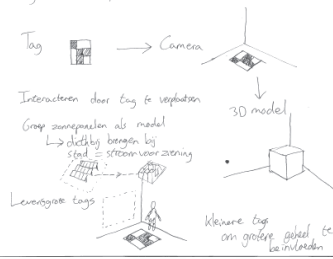 Tag
Camera
Interacteren door tag te verplaatsen
3D model
Groep zonnepanelen als model
dichtbij brengen bij
stad = stroomvoorziening
Levensgrote tags
Kleinere tags
om grotere geheel te
beïnvloeden